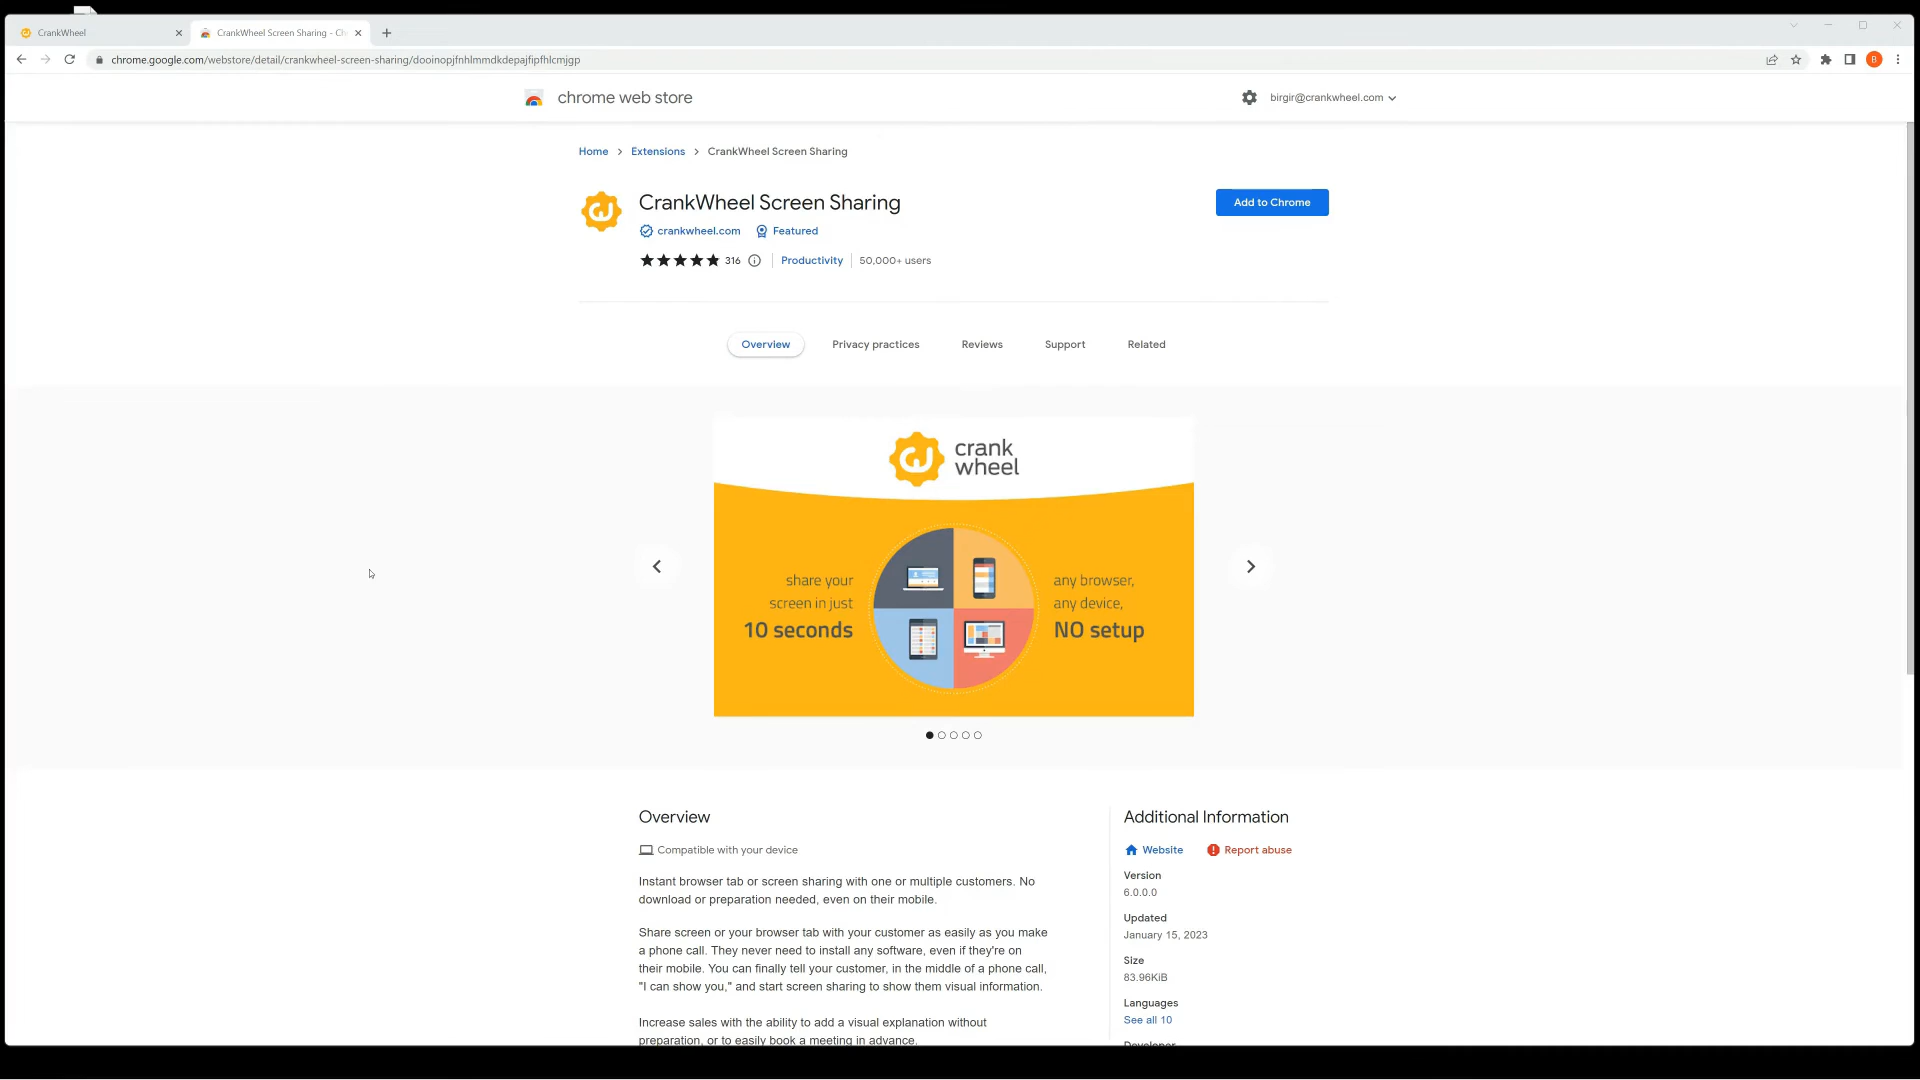 CrankWheel
CrankWheel Screen Sharing - Ch
chrome.google.com/webstore/detail/crankwheel-screen-sharing/dooinopjfnhlmmdkdepajfipfhlcmjgp
B
chrome web store
birgir@crankwheel.com
Home > Extensions > CrankWheel Screen Sharing
CrankWheel Screen Sharing
Add to Chrome
crankwheel.com
Featured
316
Productivity
50,000+ users
Overview
Privacy practices
Reviews
Support
Related
crank
wheel
share your
screen in just
10 seconds
any browser,
any device,
NO setup
Overview
Compatible with your device
Instant browser tab or screen sharing with one or multiple customers. No
download or preparation needed, even on their mobile.
Share screen or your browser tab with your customer as easily as you make
a phone call. They never need to install any software, even if they're on
their mobile. You can finally tell your customer, in the middle of a phone call,
"I can show you," and start screen sharing to show them visual information.
Increase sales with the ability to add a visual explanation without
preparation, or to easily book a meeting in advance.
Additional Information
Website
Report abuse
Version
6.0.0.0
Updated
January 15, 2023
Size
83.96KiB
Languages
See all 10
Developer